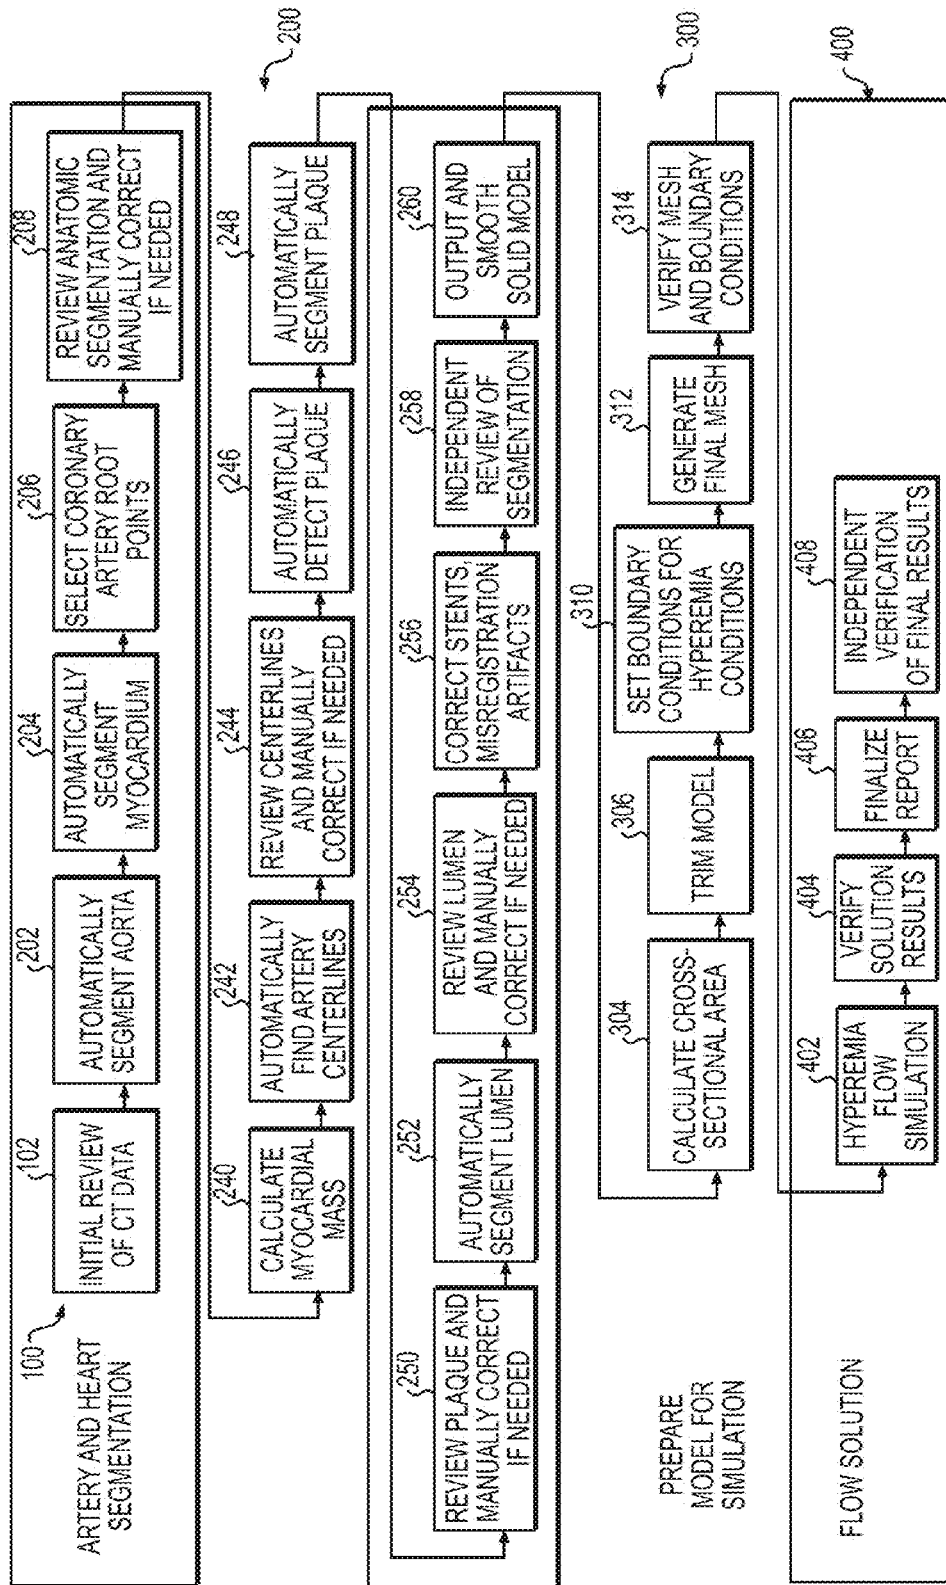 ARTERY AND HEART
SEGMENTATION
100
102
INITIAL REVIEW
OF CT DATA
202
AUTOMATICALLY
SEGMENT AORTA
204
AUTOMATICALLY
SEGMENT
MYOCARDIUM
206
SELECT CORONARY
ARTERY ROOT
POINTS
208
REVIEW ANATOMIC
SEGMENTATION AND
MANUALLY CORRECT
IF NEEDED
200
240
CALCULATE
MYOCARDIAL
MASS
242
AUTOMATICALLY
FIND ARTERY
CENTERLINES
244
REVIEW CENTERLINES
AND MANUALLY
CORRECT IF NEEDED
246
AUTOMATICALLY
DETECT PLAQUE
248
AUTOMATICALLY
SEGMENT PLAQUE
250
REVIEW PLAQUE AND
MANUALLY CORRECT
IF NEEDED
252
AUTOMATICALLY
SEGMENT LUMEN
254
REVIEW LUMEN
AND MANUALLY
CORRECT IF NEEDED
256
CORRECT STENTS,
MISREGISTRATION
ARTIFACTS
258
INDEPENDENT
REVIEW OF
SEGMENTATION
260
OUTPUT AND
SMOOTH
SOLID MODEL
300
PREPARE
MODEL FOR
SIMULATION
304
CALCULATE CROSS-
SECTIONAL AREA
306
TRIM MODEL
310
SET BOUNDARY
CONDITIONS FOR
HYPEREMIA
CONDITIONS
312
GENERATE
FINAL MESH
314
VERIFY MESH
AND BOUNDARY
CONDITIONS
400
FLOW SOLUTION
402
HYPEREMIA
FLOW
SIMULATION
404
VERIFY
SOLUTION
RESULTS
406
FINALIZE
REPORT
408
INDEPENDENT
VERIFICATION
OF FINAL RESULTS